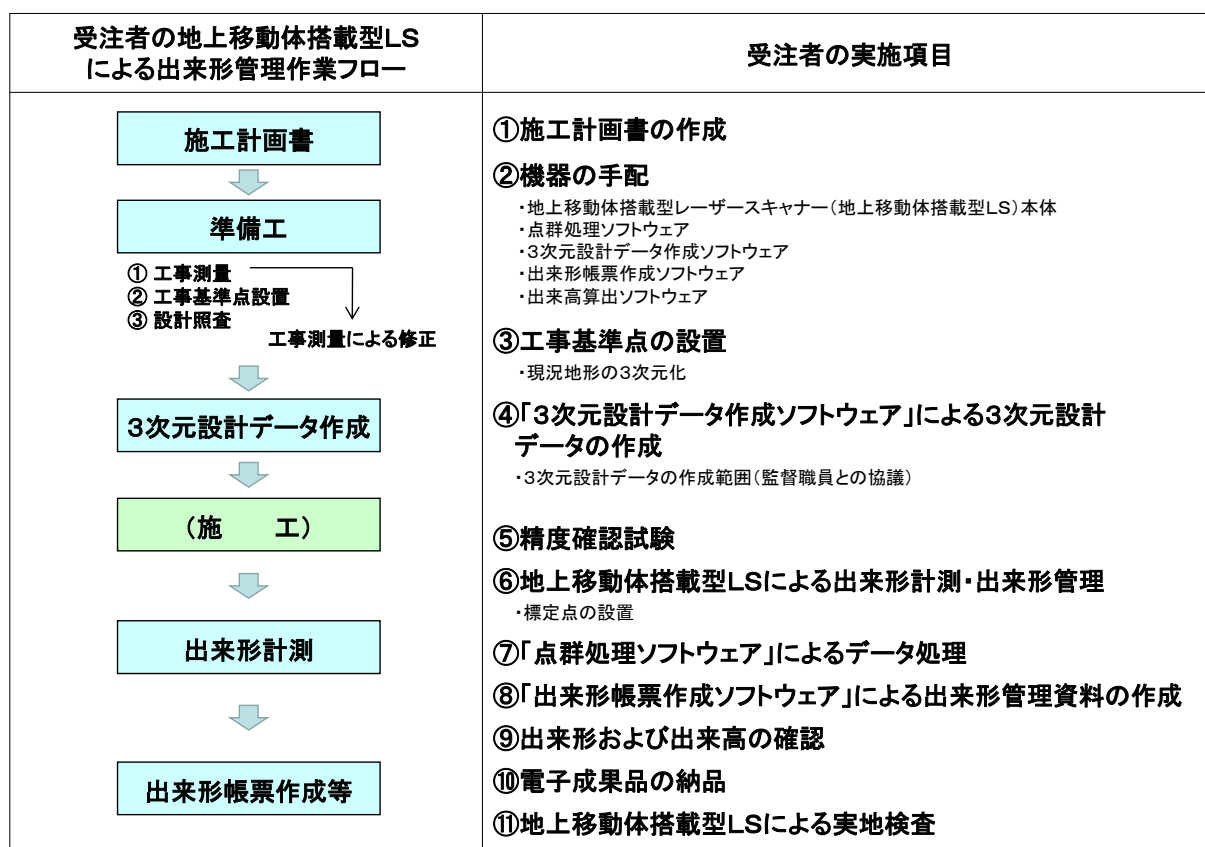 受注者の地上移動体搭載型LS
による出来形管理作業フロー
受注者の実施項目
施工計画書
準備工
① 工事測量
② 工事基準点設置
③ 設計照査
工事測量による修正
3次元設計データ作成
（施　　工）
出来形計測
出来形帳票作成等
①施工計画書の作成
②機器の手配
・地上移動体搭載型レーザースキャナー（地上移動体搭載型LS）本体
・点群処理ソフトウェア
・3次元設計データ作成ソフトウェア
・出来形帳票作成ソフトウェア
・出来高算出ソフトウェア
③工事基準点の設置
・現況地形の3次元化
④「3次元設計データ作成ソフトウェア」による3次元設計
データの作成
・3次元設計データの作成範囲（監督職員との協議）
⑤精度確認試験
⑥地上移動体搭載型LSによる出来形計測・出来形管理
・標定点の設置
⑦「点群処理ソフトウェア」によるデータ処理
⑧「出来形帳票作成ソフトウェア」による出来形管理資料の作成
⑨出来形および出来高の確認
⑩電子成果品の納品
⑪地上移動体搭載型LSによる実地検査